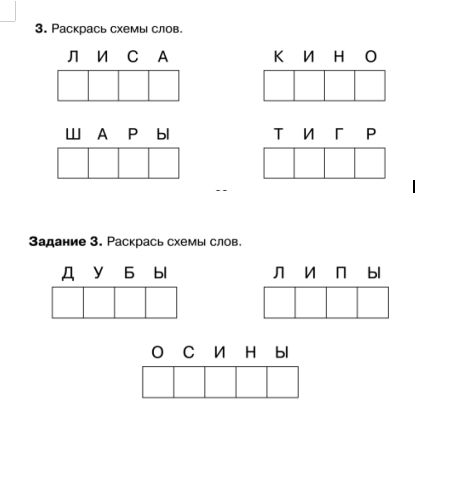 3. Раскрась схемы слов.
Л И С А    К И Н О
Ш А Р Ы    Т И Г Р
Задание 3. Раскрась схемы слов.
Д У Б Ы    Л И П Ы
О С И Н Ы